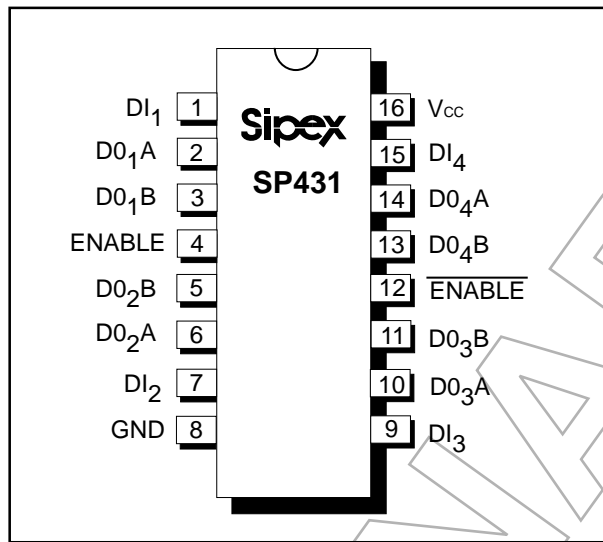 Sipex
SP431
DI1 1
D01A 2
D01B 3
ENABLE 4
D02B 5
D02A 6
DI2 7
GND 8
16 Vcc
15 DI4
14 D04A
13 D04B
12 ENABLE
11 D03B
10 D03A
9 DI3